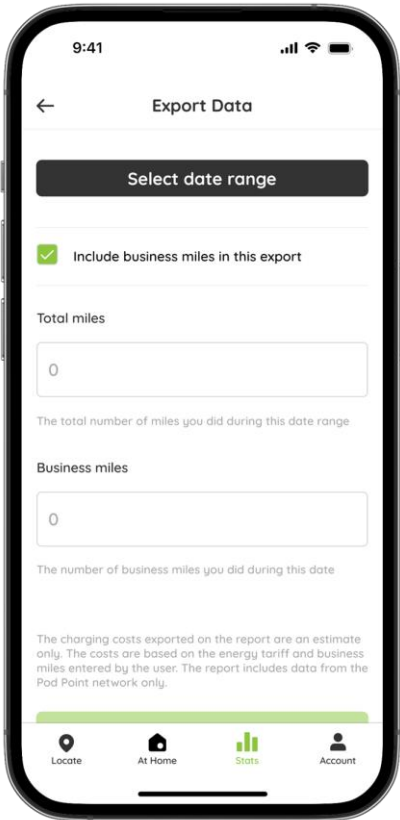 9:41
Export Data
Select date range
Include business miles in this export
Total miles
0
The total number of miles you did during this date range
Business miles
0
The number of business miles you did during this date
The charging costs exported on the report are an estimate
only. The costs are based on the energy tariff and business
miles entered by the user. The report includes data from the
Pod Point network only.
Locate
At Home
Stats
Account